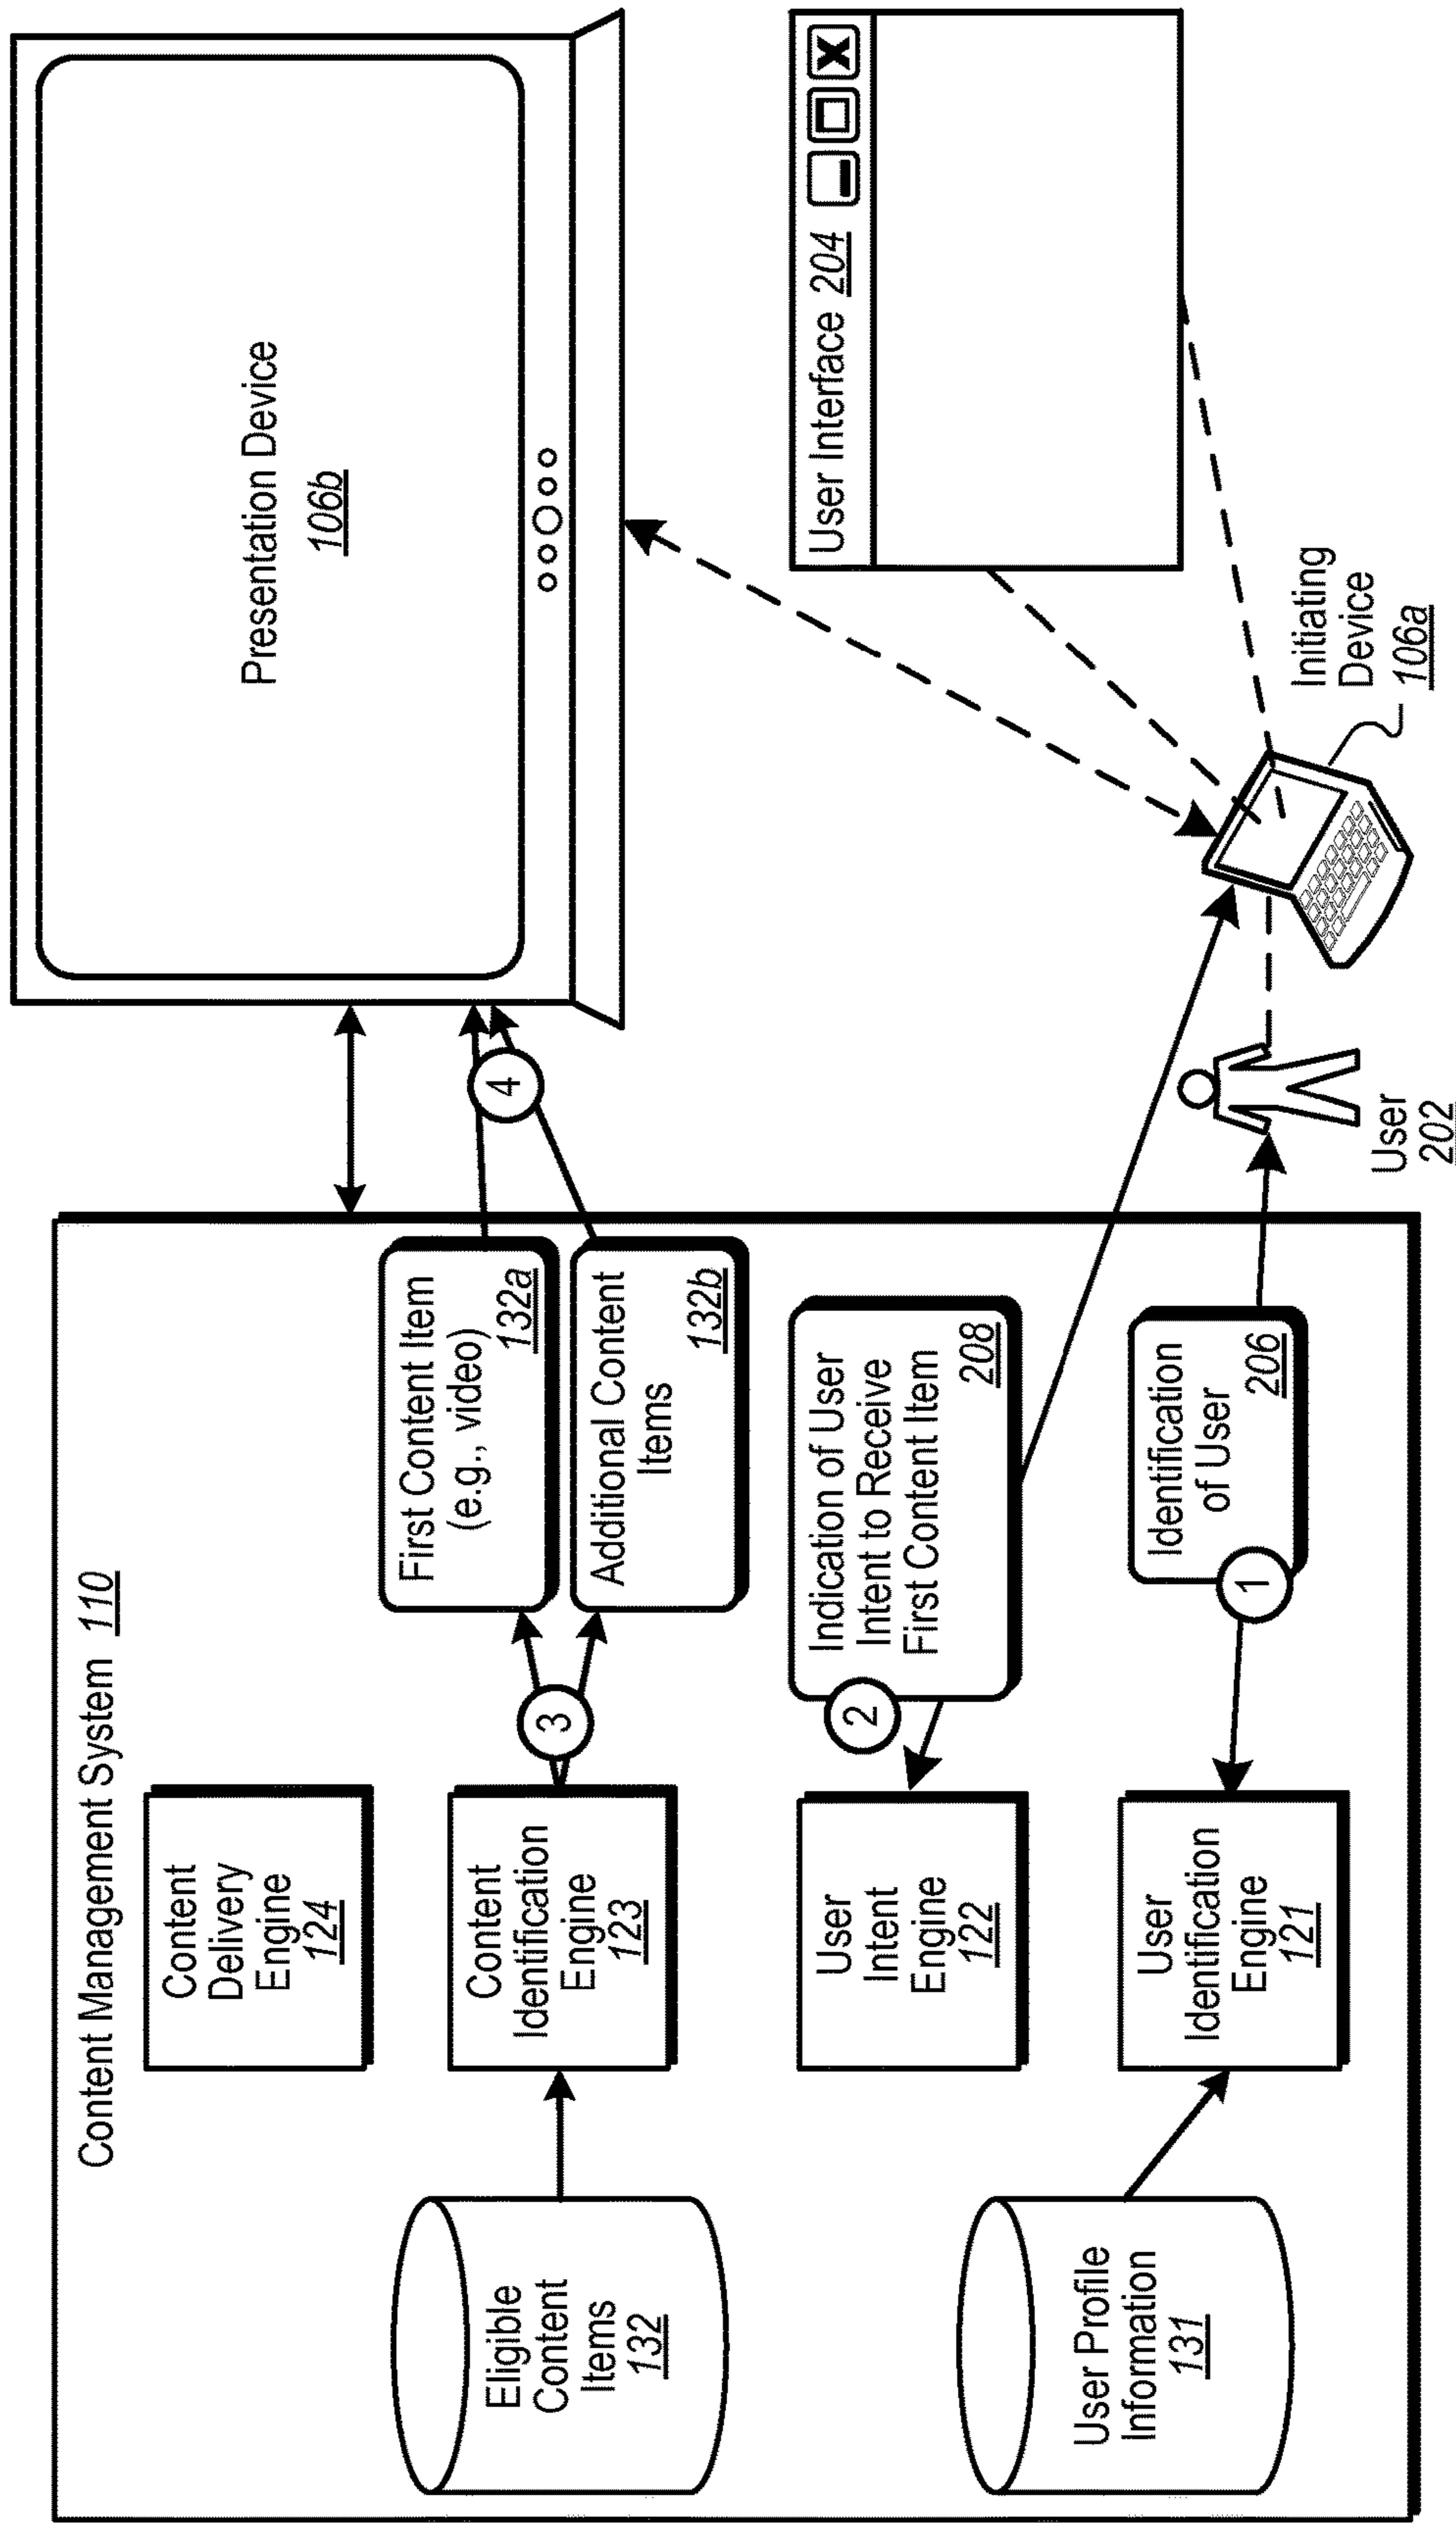 Content Management System 110
Content
Delivery
Engine
124
Eligible
Content
Items
132
Content
Identification
Engine
123
3
First Content Item
(e.g., video)
132a
Additional Content
Items
132b
4
Presentation Device
106b
User
Intent
Engine
122
2
Indication of User
Intent to Receive
First Content Item
208
User Interface 204
User Profile
Information
131
User
Identification
Engine
121
1
Identification
of User
206
User
202
Initiating
Device
106a